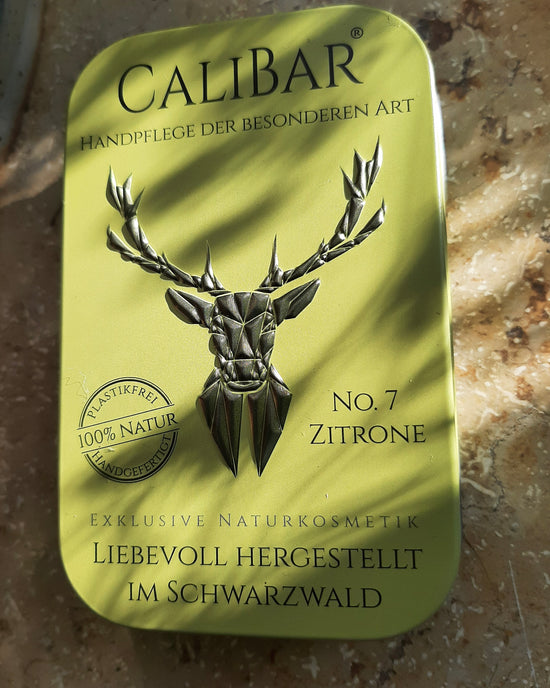 CaliBar®
Handpflege der besonderen Art
Plastikfrei
100% Natur
Handgefertigt
No. 7
Zitrone
Exklusive Naturkosmetik
Liebevoll hergestellt
im Schwarzwald